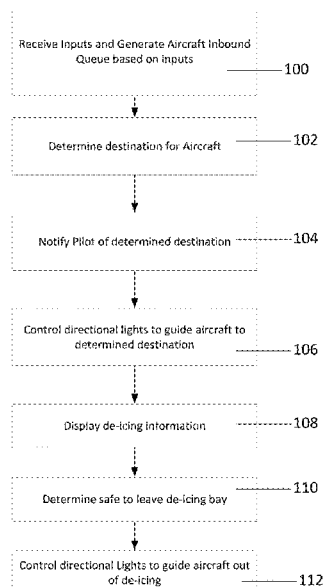 Receive Inputs and Generate Aircraft Inbound
Queue based on inputs
100
Determine destination for Aircraft
102
Notify Pilot of determined destination
104
Control directional lights to guide aircraft to
determined destination
106
Display de-icing information
108
Determine safe to leave de-icing bay
110
Control directional Lights to guide aircraft out
of de-icing
112